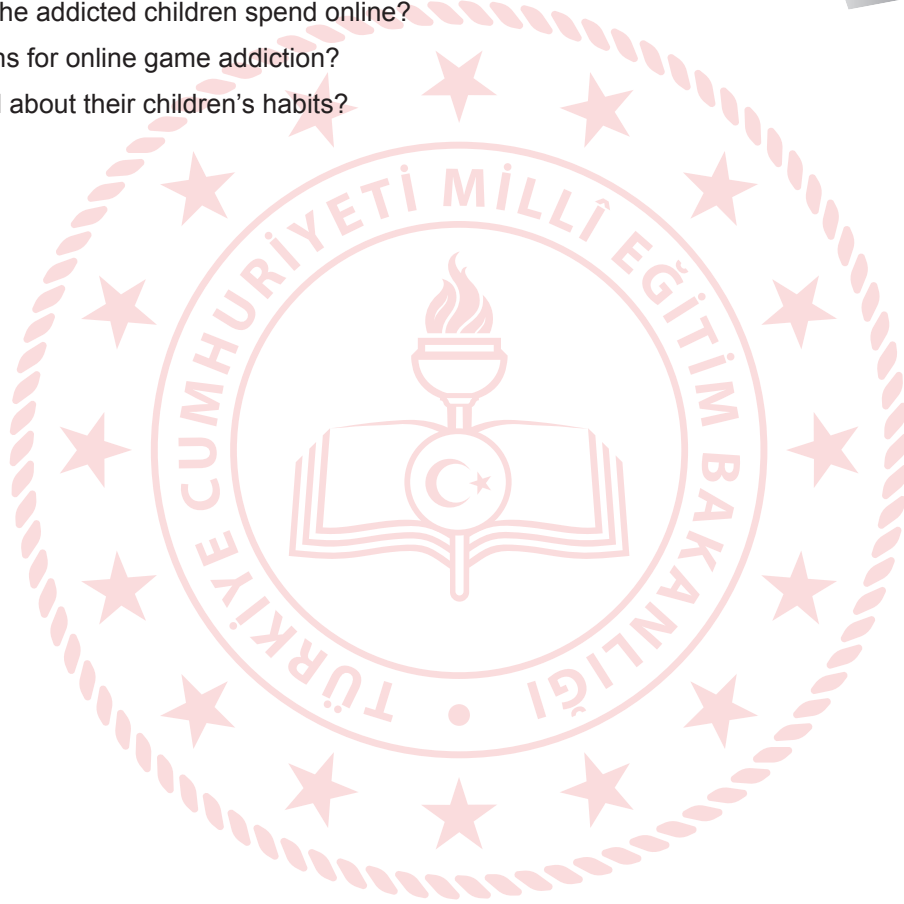 he addicted children spend online?
ns for online game addiction?
about their children's habits?
TÜRKİYE CUMHURİYETİ MİLLÎ EĞİTİM BAKANLIĞI